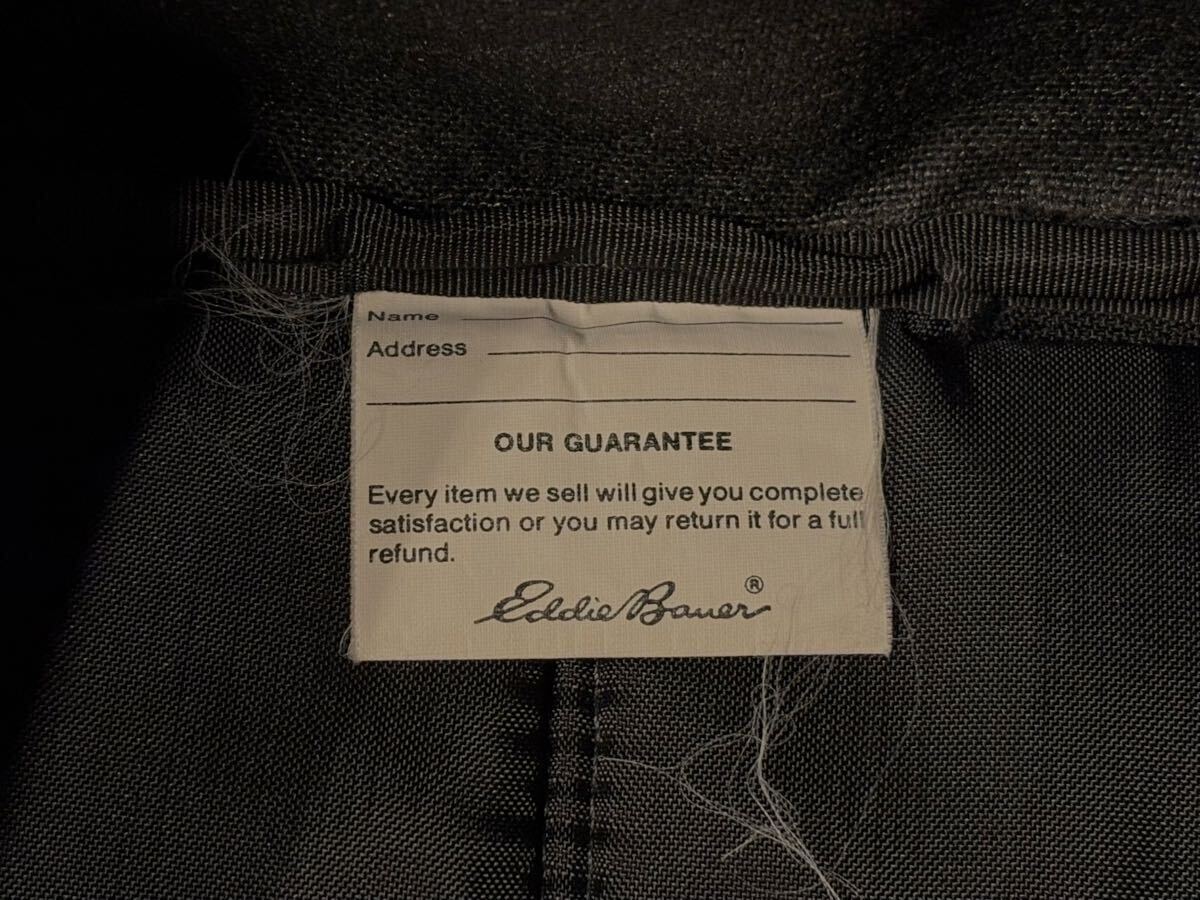 Name
Address
OUR GUARANTEE
Every item we sell will give you complete
satisfaction or you may return it for a full
refund.
Eddie Bauer®